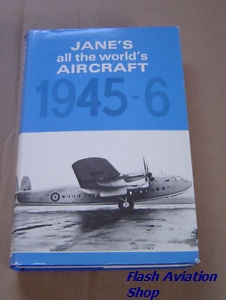 JANE'S
all the world's
AIRCRAFT
1945-6
Flash Aviation
Shop